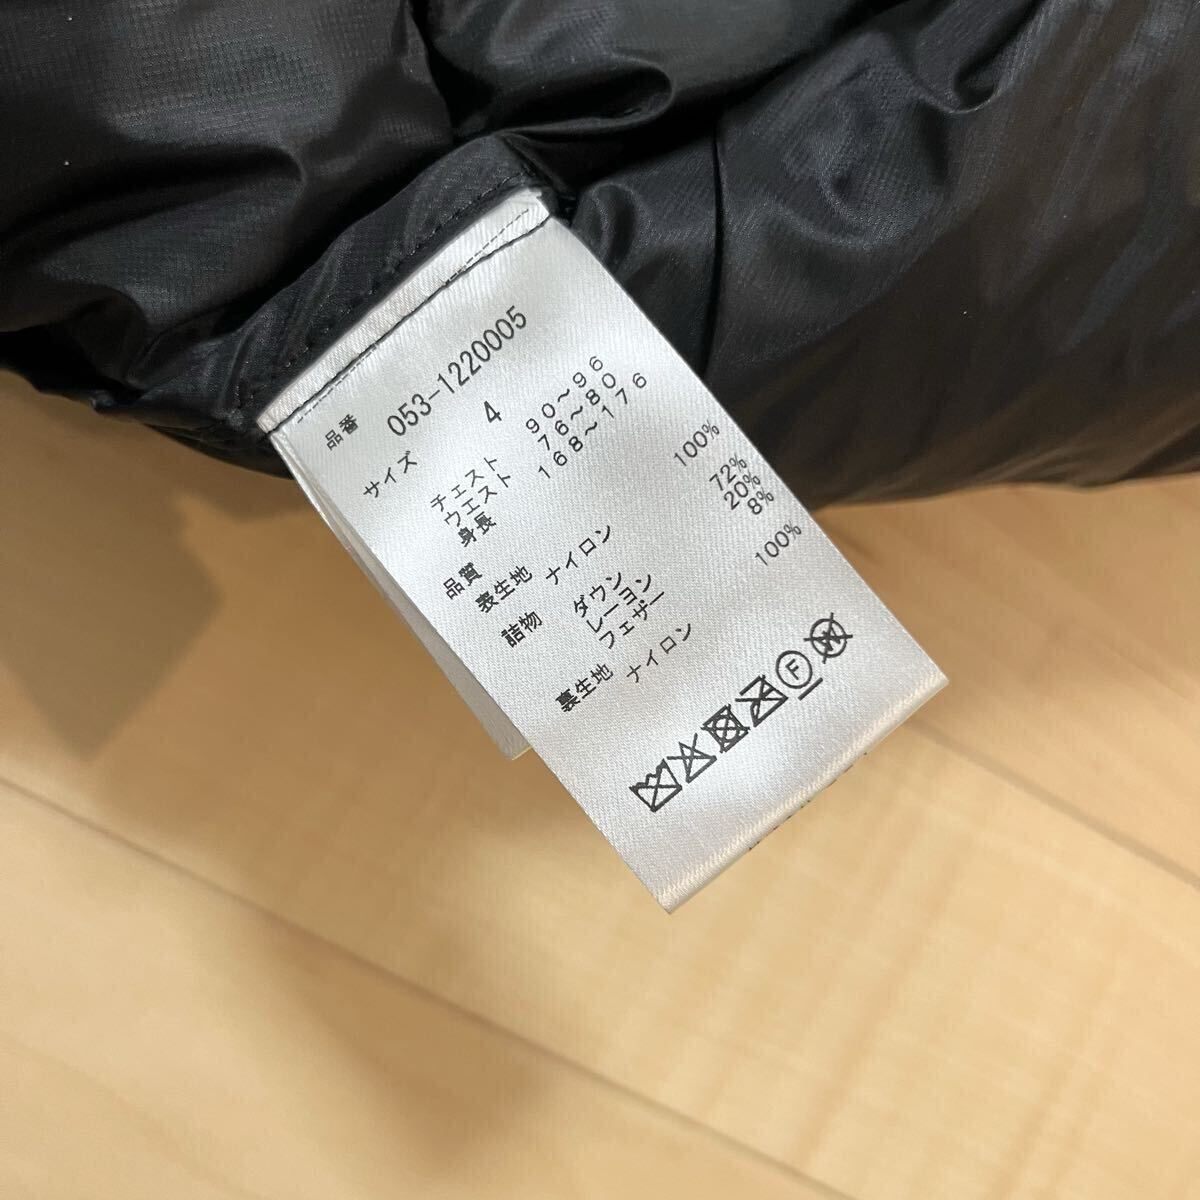 品番 053-1220005
サイズ 4
チェスト 90~96
ウエスト 76~80
身長 168~176
品質
表生地 ナイロン 100%
詰物 ダウン 72%
レーヨン 20%
フェザー 8%
裏生地 ナイロン 100%
F W